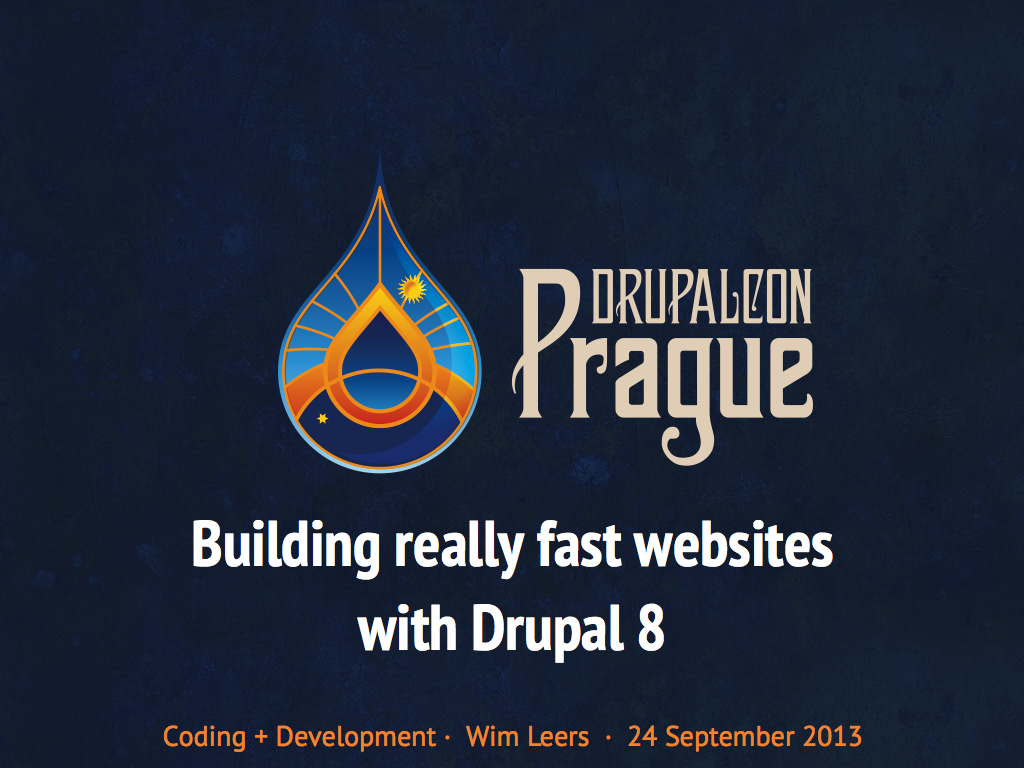 DRUPALCON
Prague
Building really fast websites
with Drupal 8
Coding + Development · Wim Leers · 24 September 2013